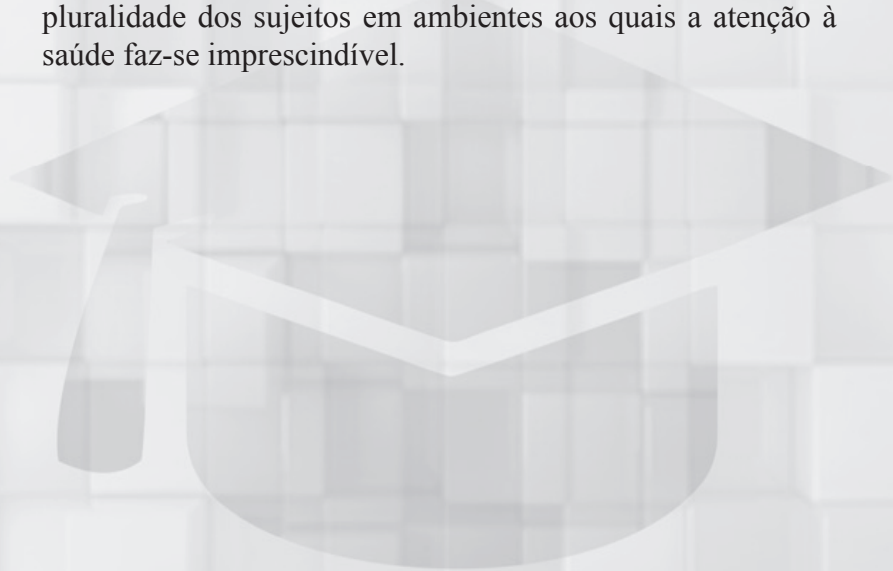 pluralidade dos sujeitos em ambientes aos quais a atenção à
saúde faz-se imprescindível.